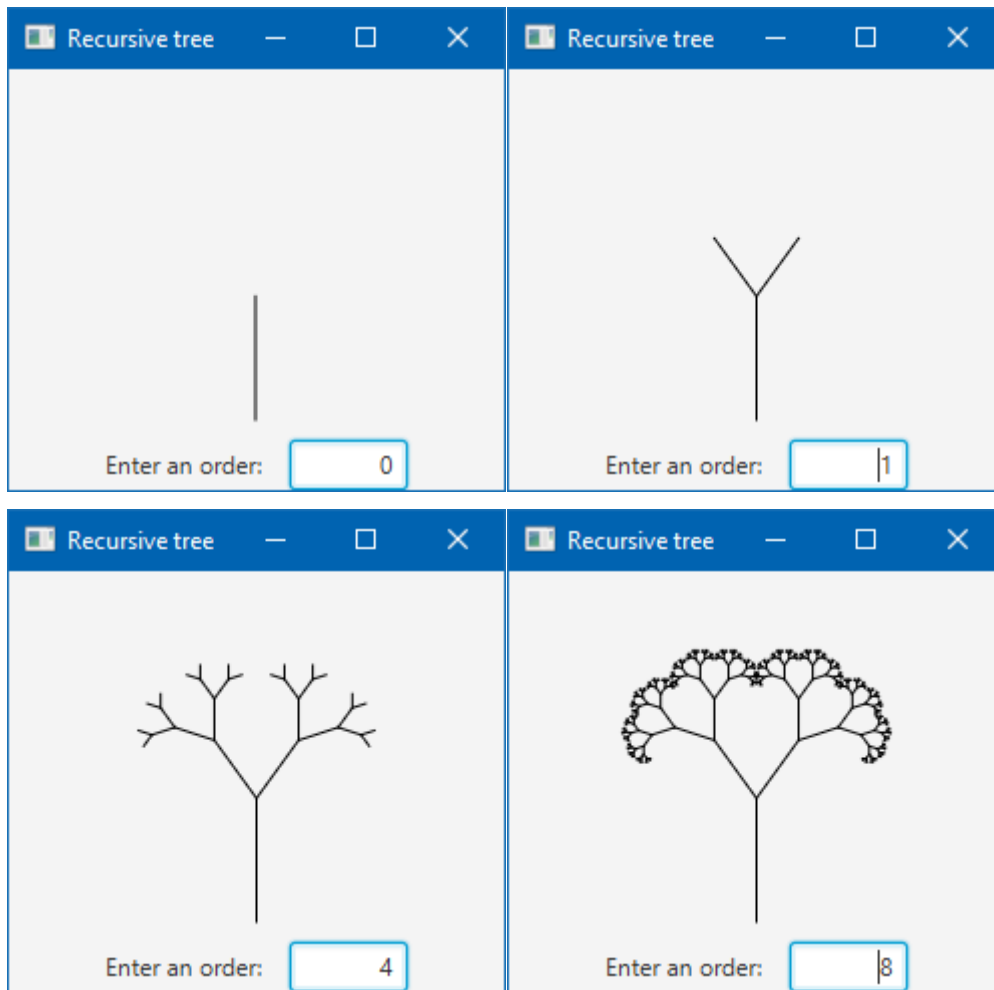 Recursive tree
Recursive tree
Enter an order: 0
Enter an order: 1
Recursive tree
Recursive tree
Enter an order: 4
Enter an order: 8